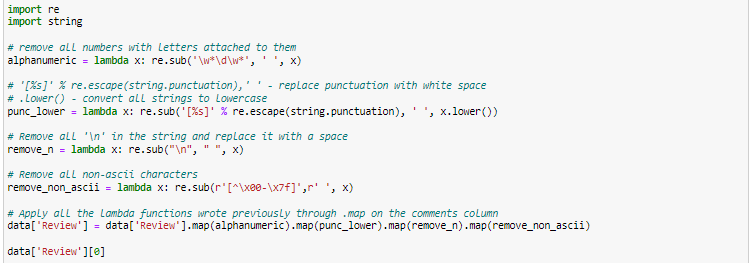 import re
import string
# remove all numbers with letters attached to them
alphanumeric = lambda x: re.sub('\w*\d\w*', ' ', x)
# '[%s]' % re.escape(string.punctuation),' ' - replace punctuation with white space
# .lower() - convert all strings to lowercase
punc_lower = lambda x: re.sub('[%s]' % re.escape(string.punctuation), ' ', x.lower())
# Remove all '\n' in the string and replace it with a space
remove_n = lambda x: re.sub("\n", " ", x)
# Remove all non-ascii characters
remove_non_ascii = lambda x: re.sub(r'[^\x00-\x7f]',r' ', x)
# Apply all the lambda functions wrote previously through .map on the comments column
data['Review'] = data['Review'].map(alphanumeric).map(punc_lower).map(remove_n).map(remove_non_ascii)
data['Review'][0]